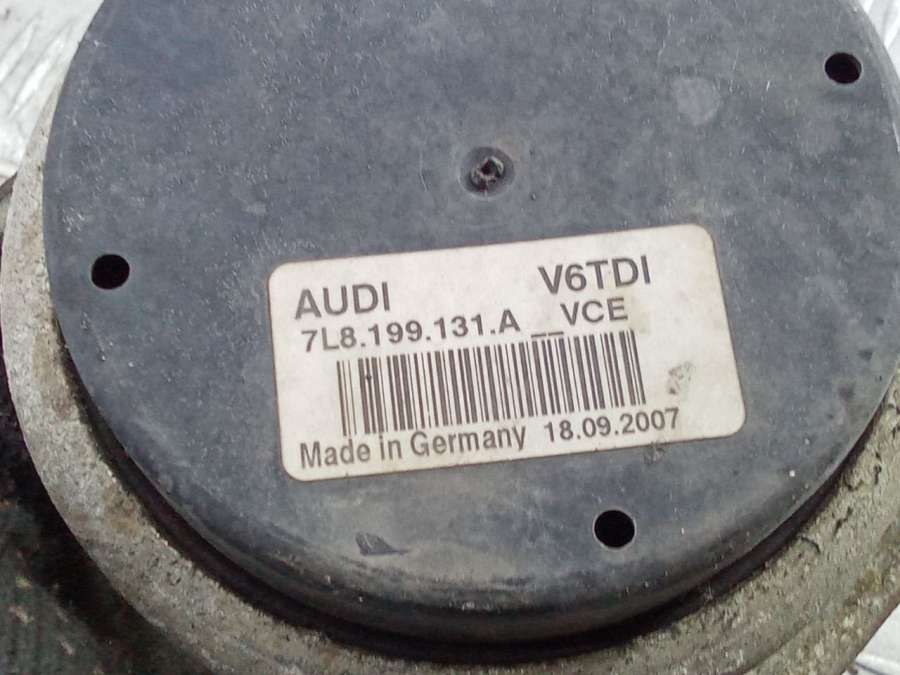 AUDI V6TDI
7L8.199.131.A __VCE
Made in Germany 18.09.2007